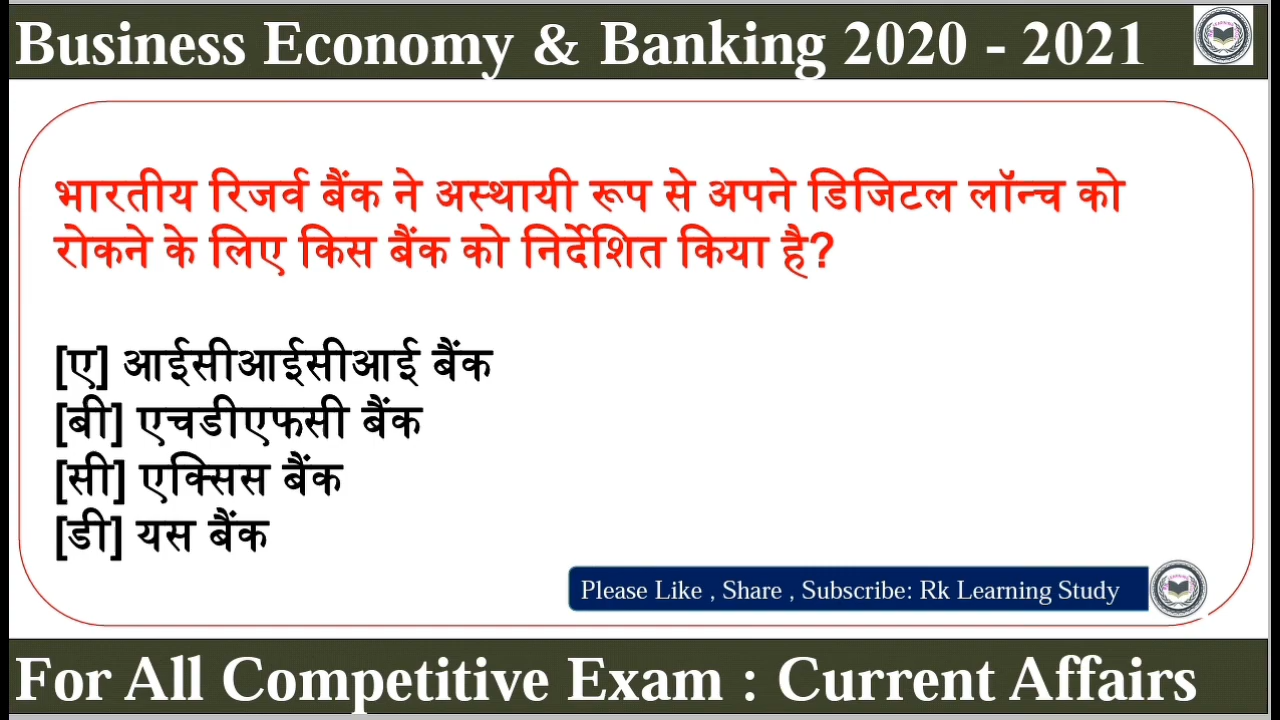 Business Economy & Banking 2020 - 2021
भारतीय रिजर्व बैंक ने अस्थायी रूप से अपने डिजिटल लॉन्च को
रोकने के लिए किस बैंक को निर्देशित किया है?
[ए] आईसीआईसीआई बैंक
[बी] एचडीएफसी बैंक
[सी] एक्सिस बैंक
[डी] यस बैंक
Please Like , Share , Subscribe: Rk Learning Study
For All Competitive Exam : Current Affairs